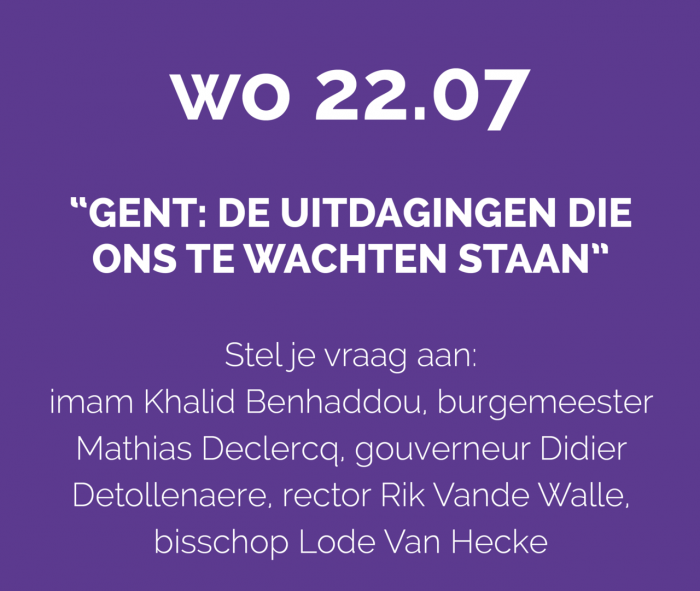 wo 22.07
“GENT: DE UITDAGINGEN DIE
ONS TE WACHTEN STAAN”
Stel je vraag aan:
imam Khalid Benhaddou, burgemeester
Mathias Declercq, gouverneur Didier
Detollenaere, rector Rik Vande Walle,
bisschop Lode Van Hecke